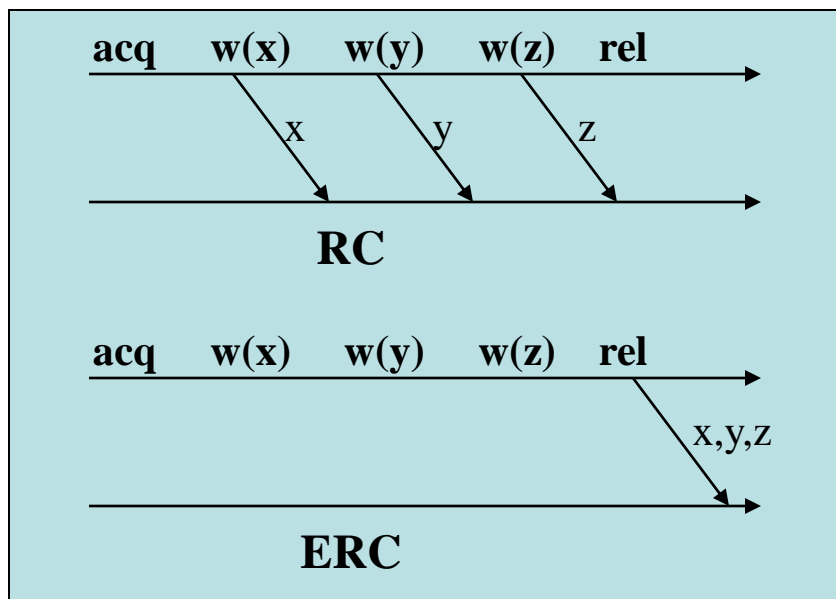 acq w(x) w(y) w(z) rel
x y z
RC
acq w(x) w(y) w(z) rel
x,y,z
ERC